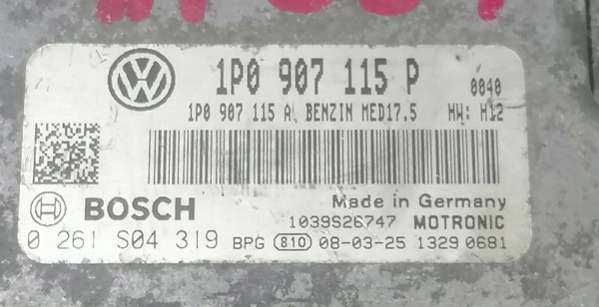 1P0 907 115 P 0040
1P0 907 115 A BENZIN MED17.5 HW: H12
BOSCH Made in Germany
1039S26747 MOTRONIC
0 261 S04 319 BPG 810 08-03-25 1329 0681